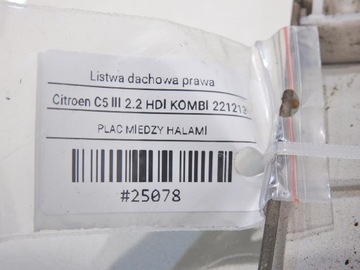 Listwa dachowa prawa
Citroen C5 III 2.2 HDI KOMBI
PLAC MIEDZY HALAMI
#25078